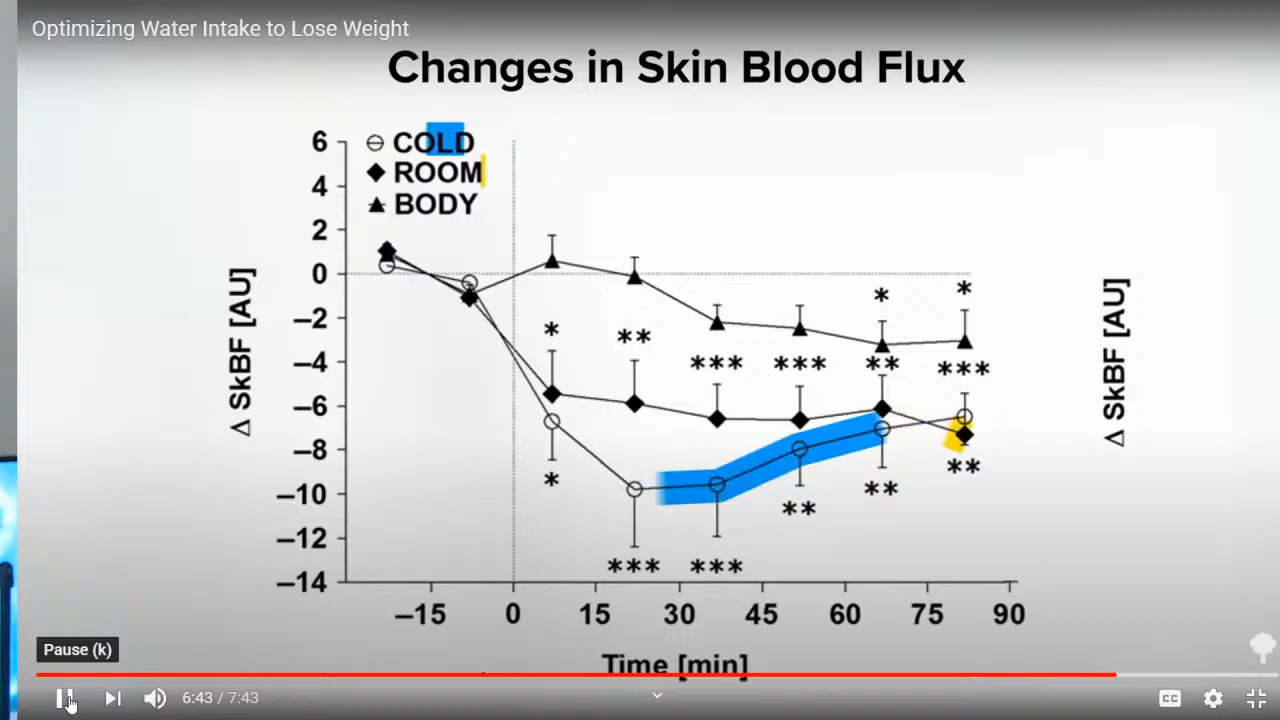 Optimizing Water Intake to Lose Weight
Changes in Skin Blood Flux
COLD
ROOM
BODY
6
4
2
0
−2
−4
−6
−8
−10
−12
−14
Δ SkBF [AU]
Δ SkBF [AU]
* ** *** *** ** ***
* *
* *** *** ** ** **
−15 0 15 30 45 60 75 90
Time [min]
Pause (k)
6:43 / 7:43
CC